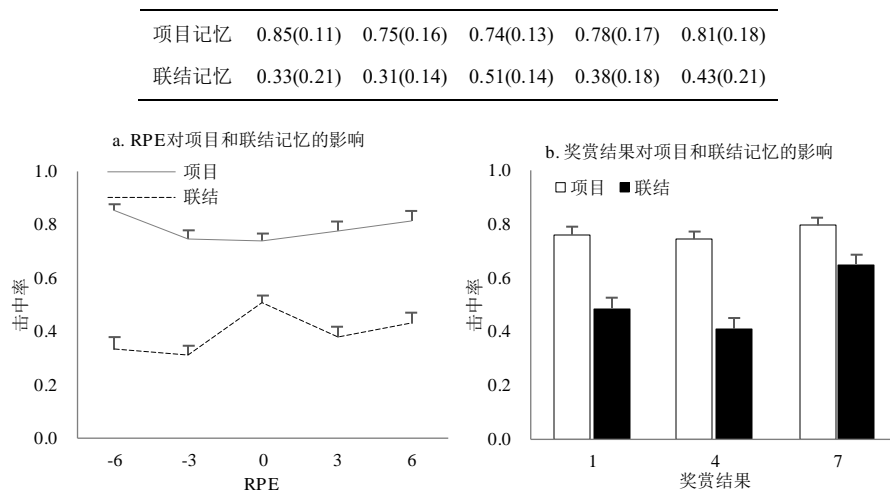 项目记忆 0.85(0.11) 0.75(0.16) 0.74(0.13) 0.78(0.17) 0.81(0.18)
联结记忆 0.33(0.21) 0.31(0.14) 0.51(0.14) 0.38(0.18) 0.43(0.21)
a. RPE对项目和联结记忆的影响
项目
联结
1.0
0.8
0.6
0.4
0.2
0.0
击中率
-6 -3 0 3 6
RPE
b. 奖赏结果对项目和联结记忆的影响
项目 联结
1.0
0.8
0.6
0.4
0.2
0.0
击中率
1 4 7
奖赏结果